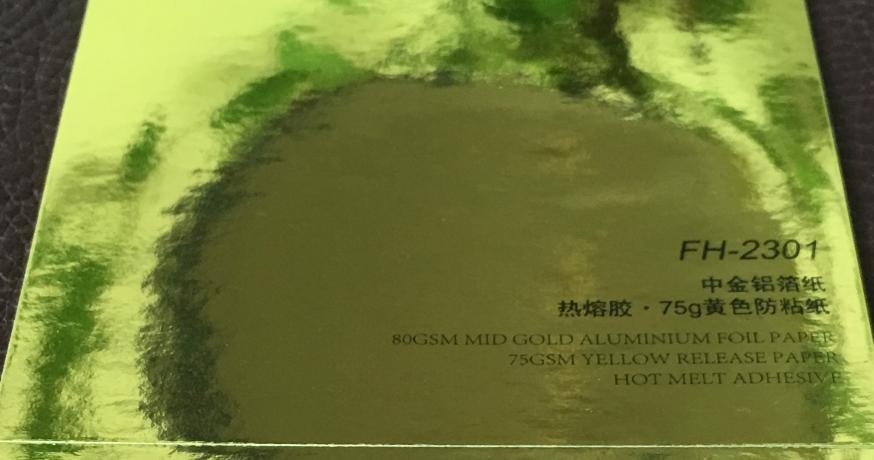 FH-2301
中金铝箔纸
热熔胶·75g黄色防粘纸
80GSM MID GOLD ALUMINIUM FOIL PAPER
75GSM YELLOW RELEASE PAPER
HOT MELT ADHESIVE